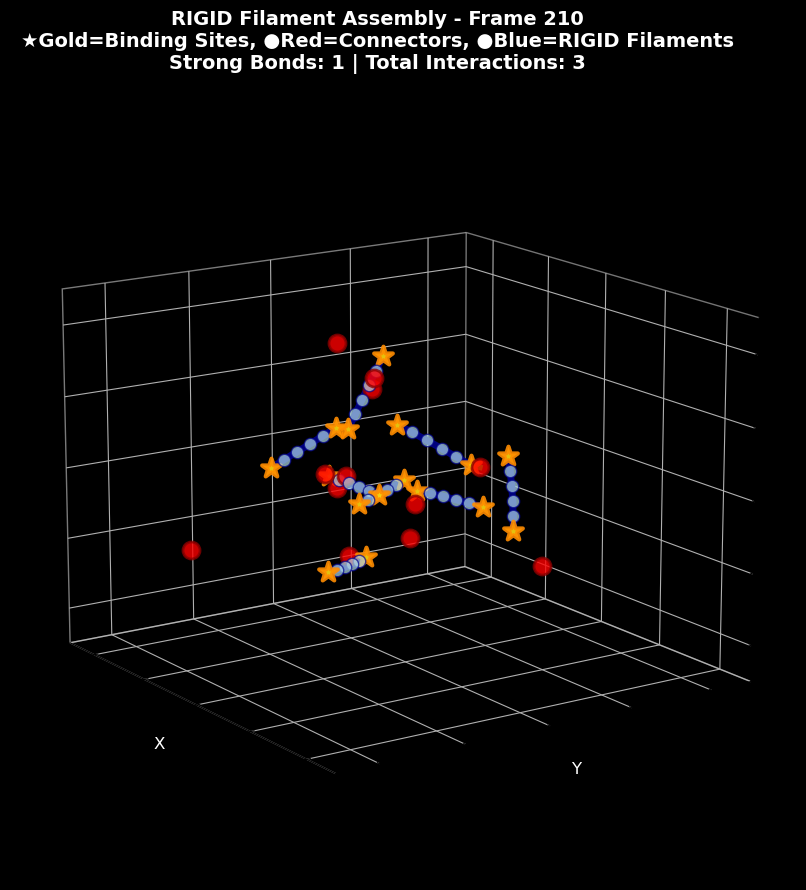 RIGID Filament Assembly - Frame 210
★Gold=Binding Sites, ●Red=Connectors, ●Blue=RIGID Filaments
Strong Bonds: 1 | Total Interactions: 3
X
Y